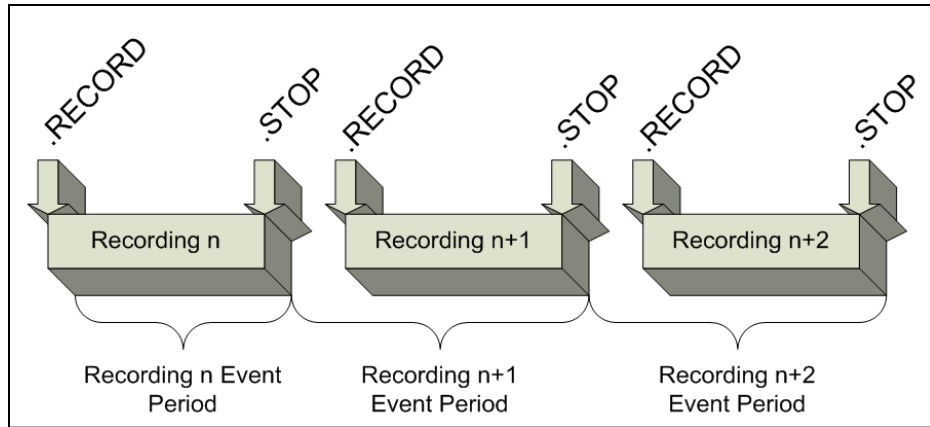 .RECORD
.STOP
.RECORD
.STOP
.RECORD
.STOP
Recording n
Recording n+1
Recording n+2
Recording n Event
Period
Recording n+1
Event Period
Recording n+2
Event Period